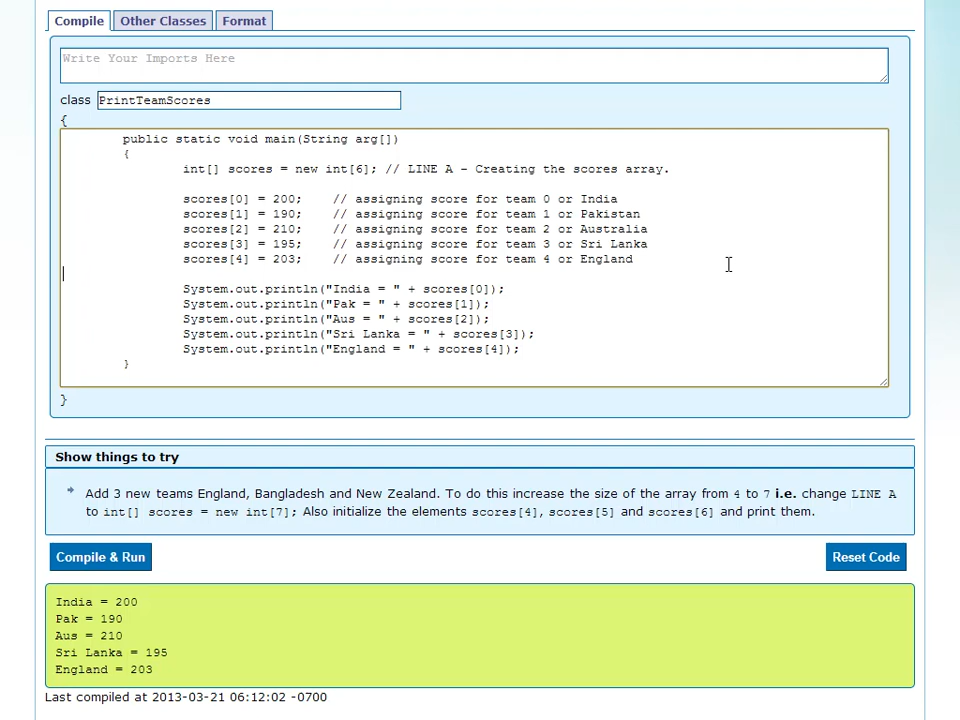 Compile Other Classes Format
Write Your Imports Here
class PrintTeamScores
{
public static void main(String arg[])
{
int[] scores = new int[6]; // LINE A - Creating the scores array.
scores[0] = 200; // assigning score for team 0 or India
scores[1] = 190; // assigning score for team 1 or Pakistan
scores[2] = 210; // assigning score for team 2 or Australia
scores[3] = 195; // assigning score for team 3 or Sri Lanka
scores[4] = 203; // assigning score for team 4 or England
System.out.println("India = " + scores[0]);
System.out.println("Pak = " + scores[1]);
System.out.println("Aus = " + scores[2]);
System.out.println("Sri Lanka = " + scores[3]);
System.out.println("England = " + scores[4]);
}
}
Show things to try
Add 3 new teams England, Bangladesh and New Zealand. To do this increase the size of the array from 4 to 7 i.e. change LINE A
to int[] scores = new int[7]; Also initialize the elements scores[4], scores[5] and scores[6] and print them.
Compile & Run Reset Code
India = 200
Pak = 190
Aus = 210
Sri Lanka = 195
England = 203
Last compiled at 2013-03-21 06:12:02 -0700